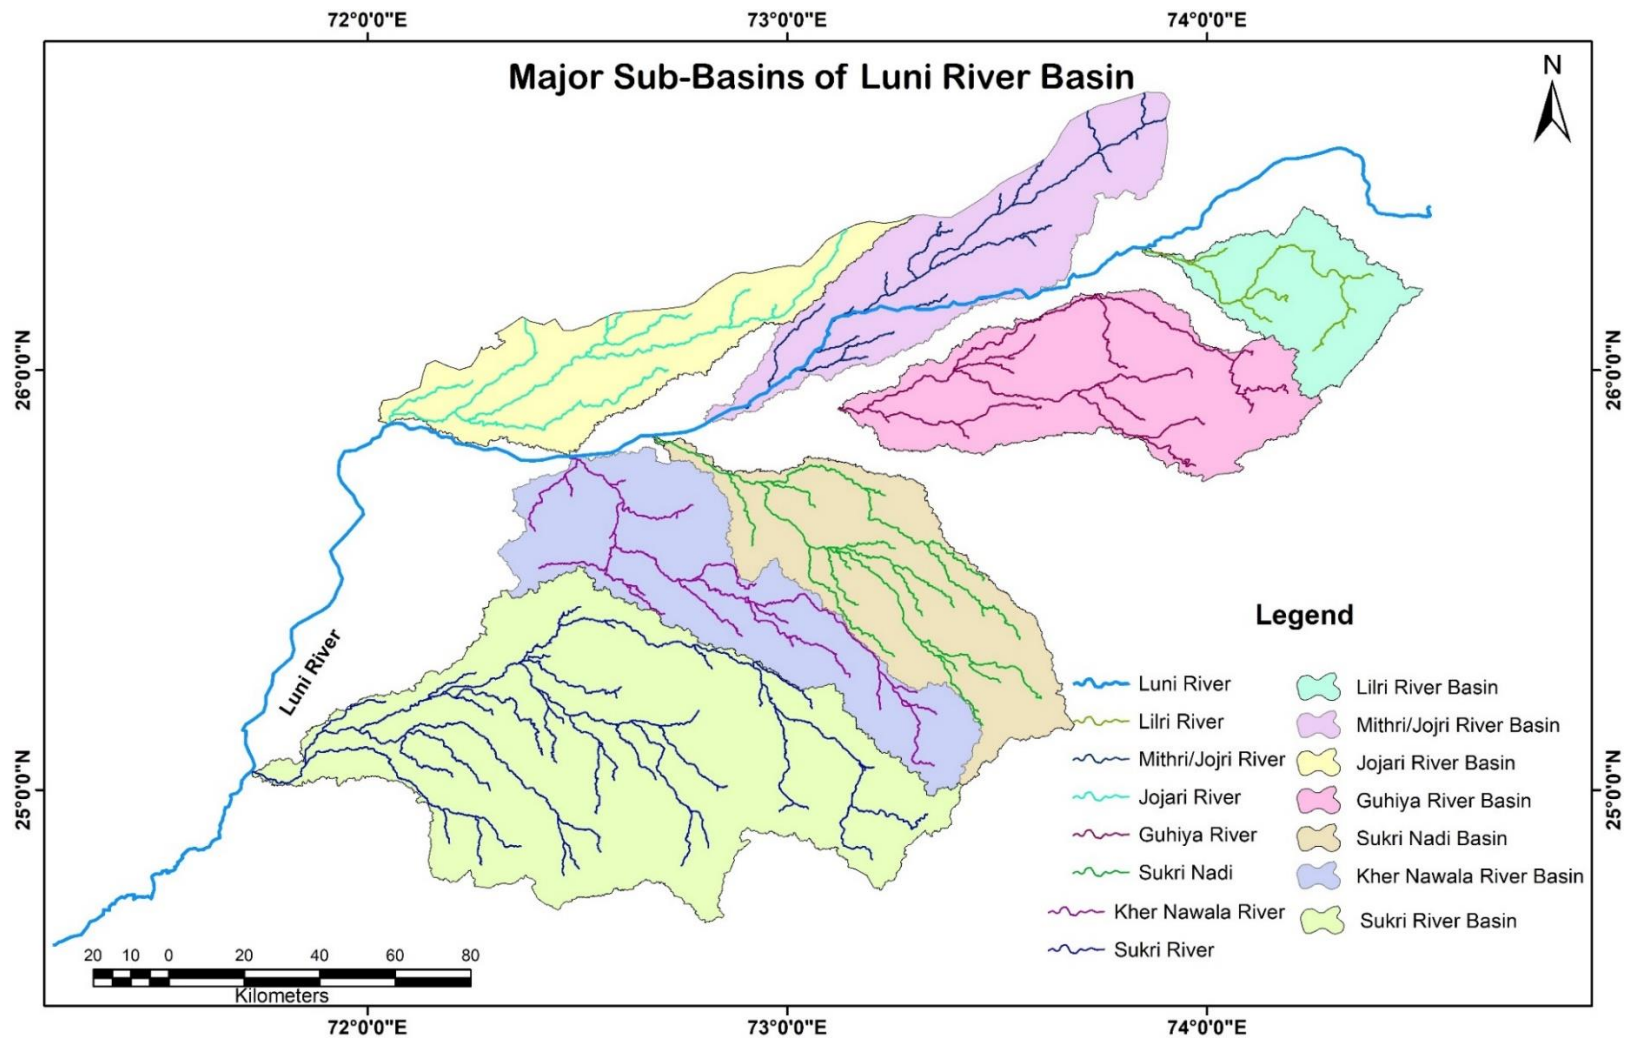 72°0'0"E 73°0'0"E 74°0'0"E
Major Sub-Basins of Luni River Basin
N
26°0'0"N
26°0'0"N
Luni River
25°0'0"N
25°0'0"N
Legend
Luni River
Lilri River
Mithri/Jojri River
Jojari River
Guhiya River
Sukri Nadi
Kher Nawala River
Sukri River
Lilri River Basin
Mithri/Jojri River Basin
Jojari River Basin
Guhiya River Basin
Sukri Nadi Basin
Kher Nawala River Basin
Sukri River Basin
20 10 0 20 40 60 80
Kilometers
72°0'0"E 73°0'0"E 74°0'0"E